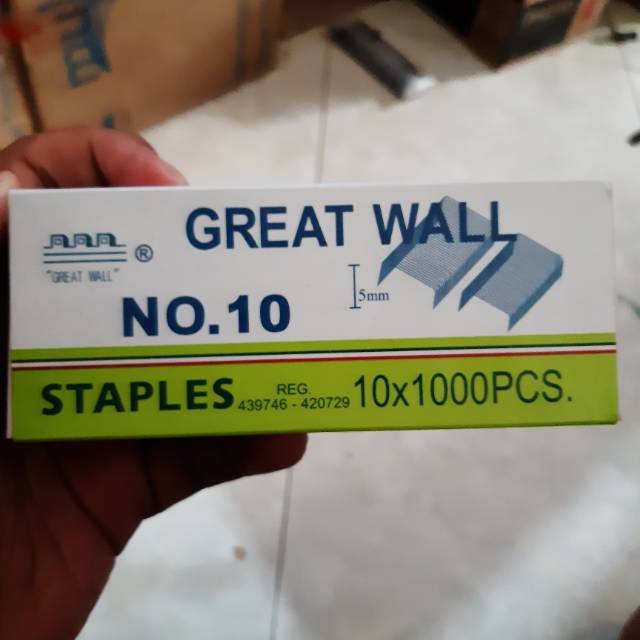 GREAT WALL
®
"GREAT WALL"
NO.10
5mm
STAPLES
REG.
439746 - 420729
10x1000PCS.